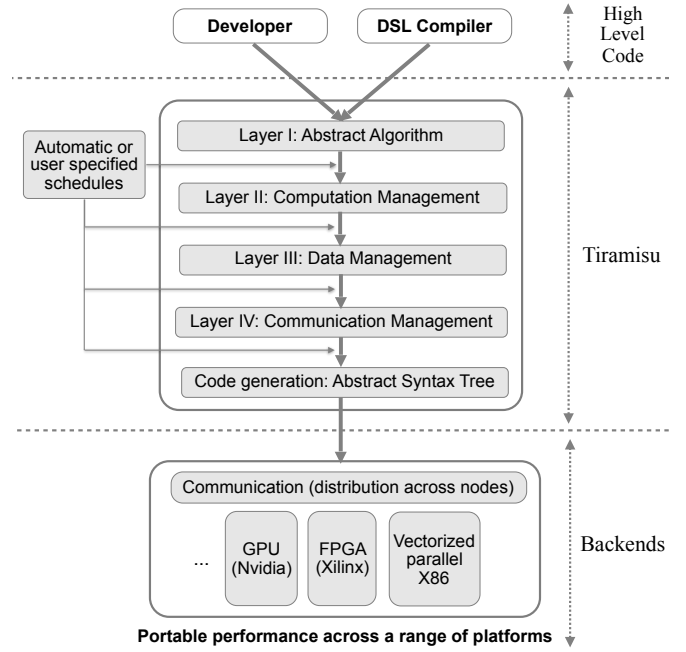 Developer
DSL Compiler
High
Level
Code
Layer I: Abstract Algorithm
Automatic or
user specified
schedules
Layer II: Computation Management
Layer III: Data Management
Tiramisu
Layer IV: Communication Management
Code generation: Abstract Syntax Tree
Communication (distribution across nodes)
...
GPU
(Nvidia)
FPGA
(Xilinx)
Vectorized
parallel
X86
Backends
Portable performance across a range of platforms